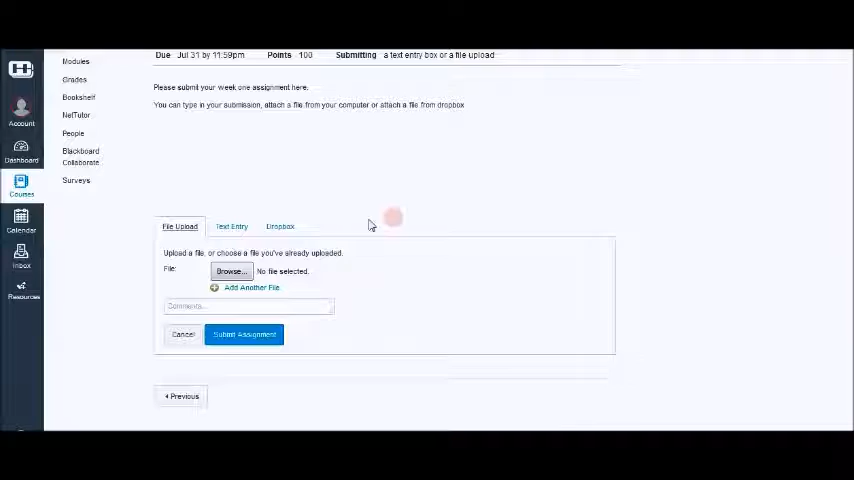 Due Jul 31 by 11:59pm Points 100 Submitting a text entry box or a file upload
Modules
Grades
Bookshelf
NetTutor
People
Blackboard
Collaborate
Surveys
Account
Dashboard
Courses
Calendar
Inbox
Resources
Please submit your week one assignment here.
You can type in your submission, attach a file from your computer or attach a file from dropbox
File Upload Text Entry Dropbox
Upload a file, or choose a file you've already uploaded.
File: Browse... No file selected.
Add Another File
Comments...
Cancel Submit Assignment
Previous